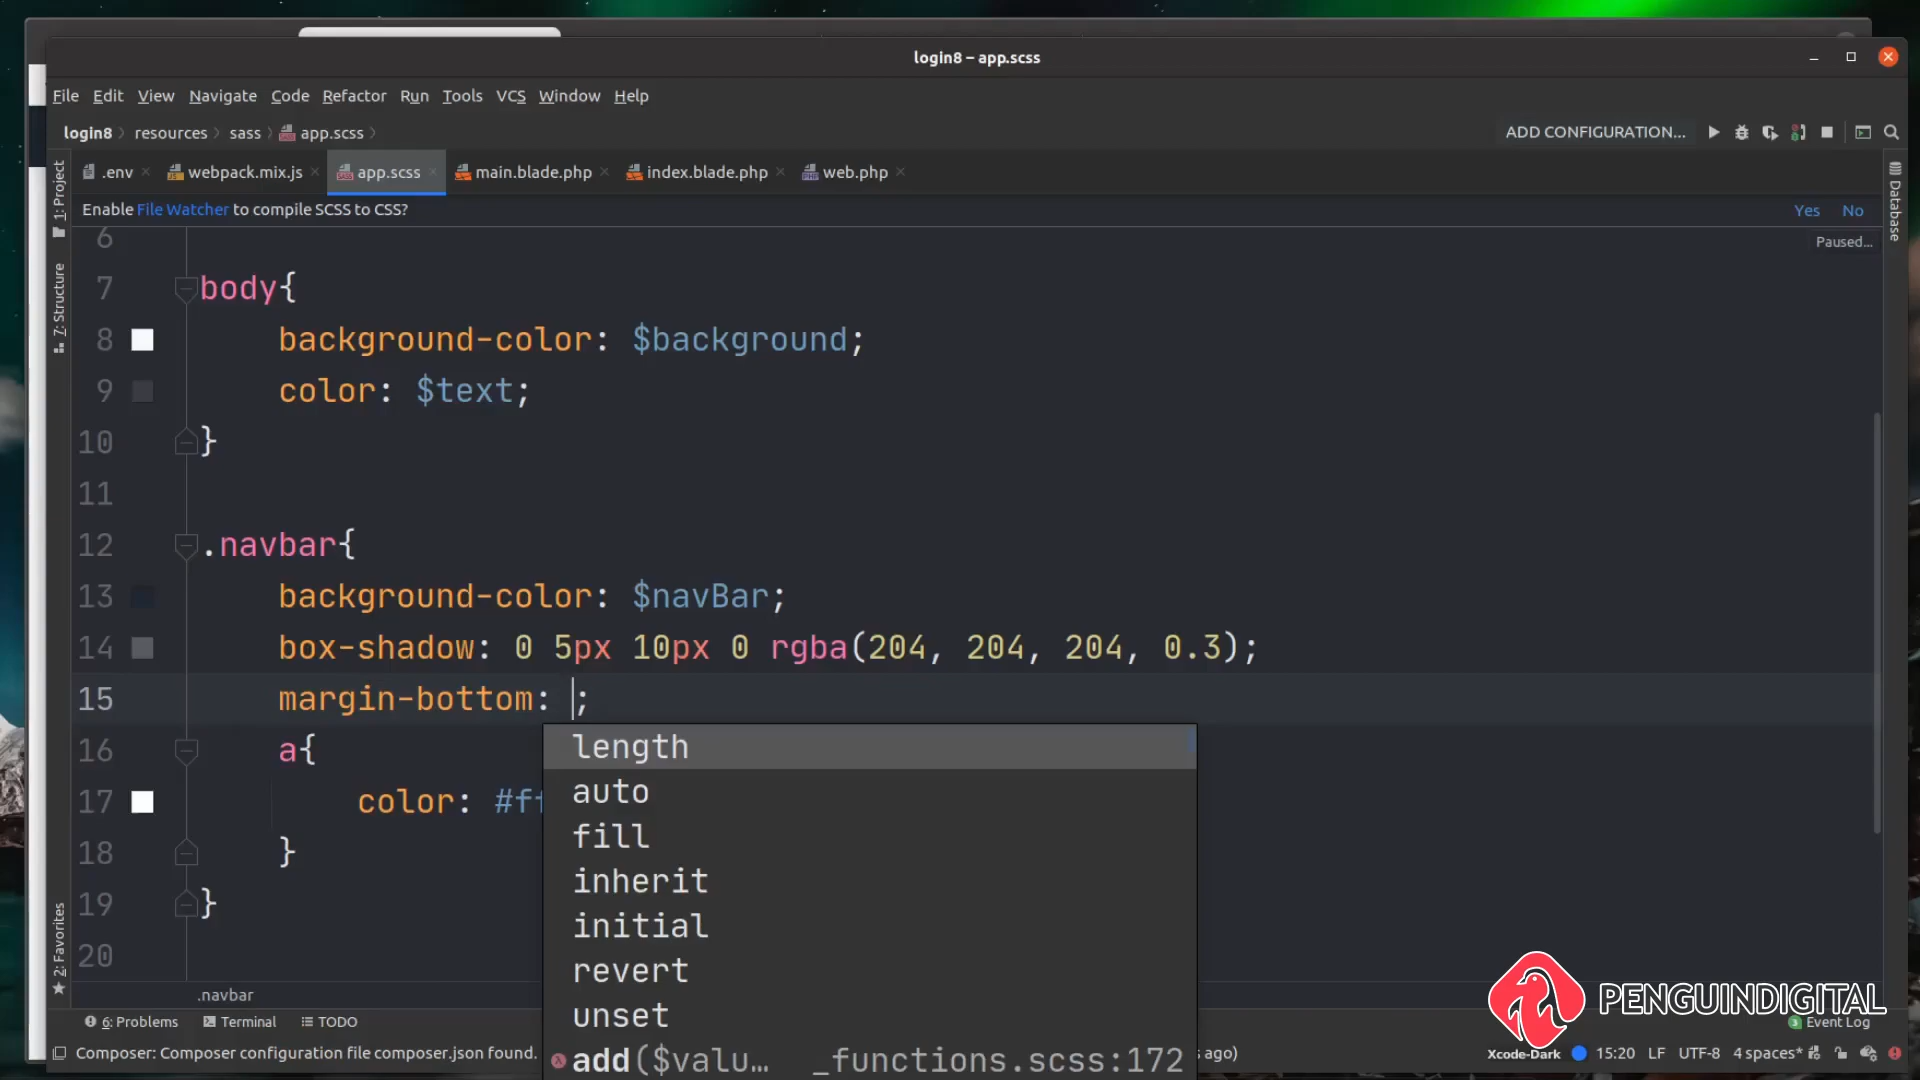 login8 – app.scss
File Edit View Navigate Code Refactor Run Tools VCS Window Help
login8 resources sass app.scss
ADD CONFIGURATION...
.env webpack.mix.js app.scss main.blade.php index.blade.php web.php
Enable File Watcher to compile SCSS to CSS? Yes No
Paused...
1: Project
7: Structure
2: Favorites
Database
6
7 body{
8 background-color: $background;
9 color: $text;
10 }
11
12 .navbar{
13 background-color: $navBar;
14 box-shadow: 0 5px 10px 0 rgba(204, 204, 204, 0.3);
15 margin-bottom: ;
16 a{
17 color: #ff
18 }
19 }
20
length
auto
fill
inherit
initial
revert
unset
add($valu… _functions.scss:172
.navbar
PENGUINDIGITAL
6: Problems Terminal TODO
3 Event Log
Composer: Composer configuration file composer.json found.
s ago)
Xcode-Dark 15:20 LF UTF-8 4 spaces*